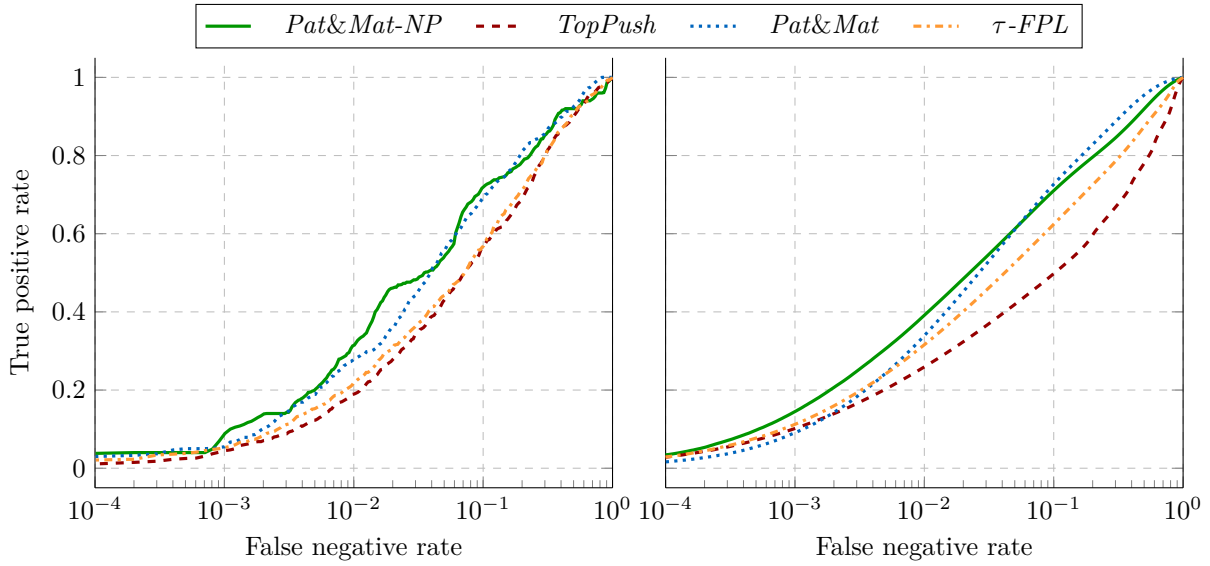 Pat&Mat-NP TopPush Pat&Mat τ-FPL
1
0.8
0.6
0.4
0.2
0
True positive rate
10^−4 10^−3 10^−2 10^−1 10^0 10^−4 10^−3 10^−2 10^−1 10^0
False negative rate False negative rate